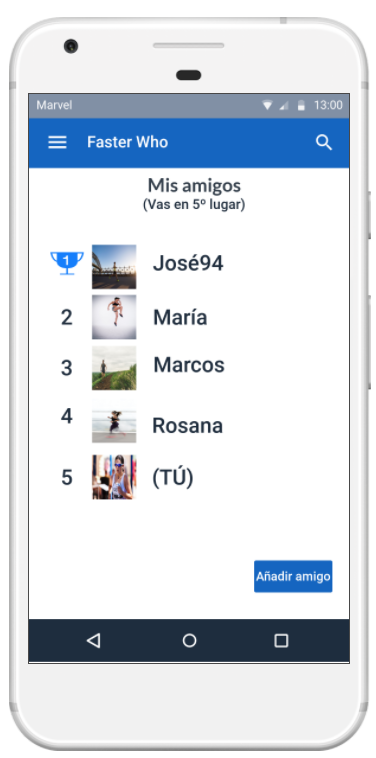 Marvel 13:00
Faster Who
Mis amigos
(Vas en 5º lugar)
1 José94
2 María
3 Marcos
4 Rosana
5 (TÚ)
Añadir amigo